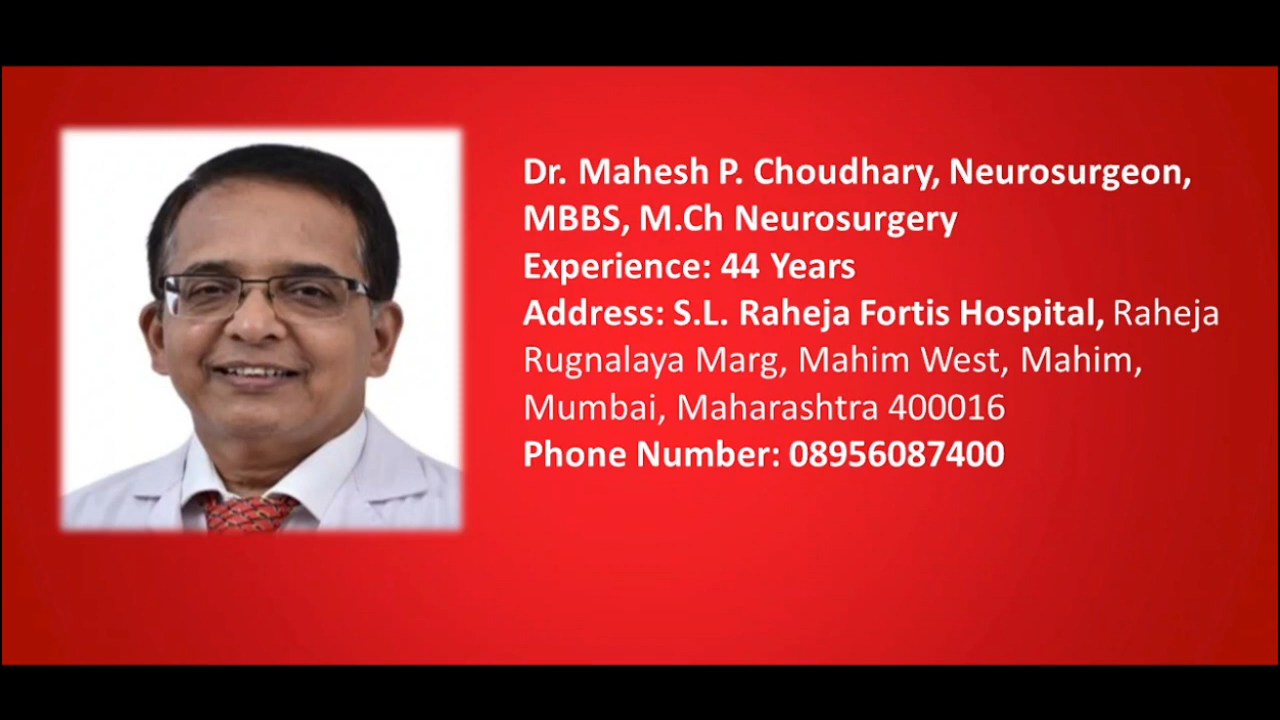 Dr. Mahesh P. Choudhary, Neurosurgeon,
MBBS, M.Ch Neurosurgery
Experience: 44 Years
Address: S.L. Raheja Fortis Hospital, Raheja
Rugnalaya Marg, Mahim West, Mahim,
Mumbai, Maharashtra 400016
Phone Number: 08956087400